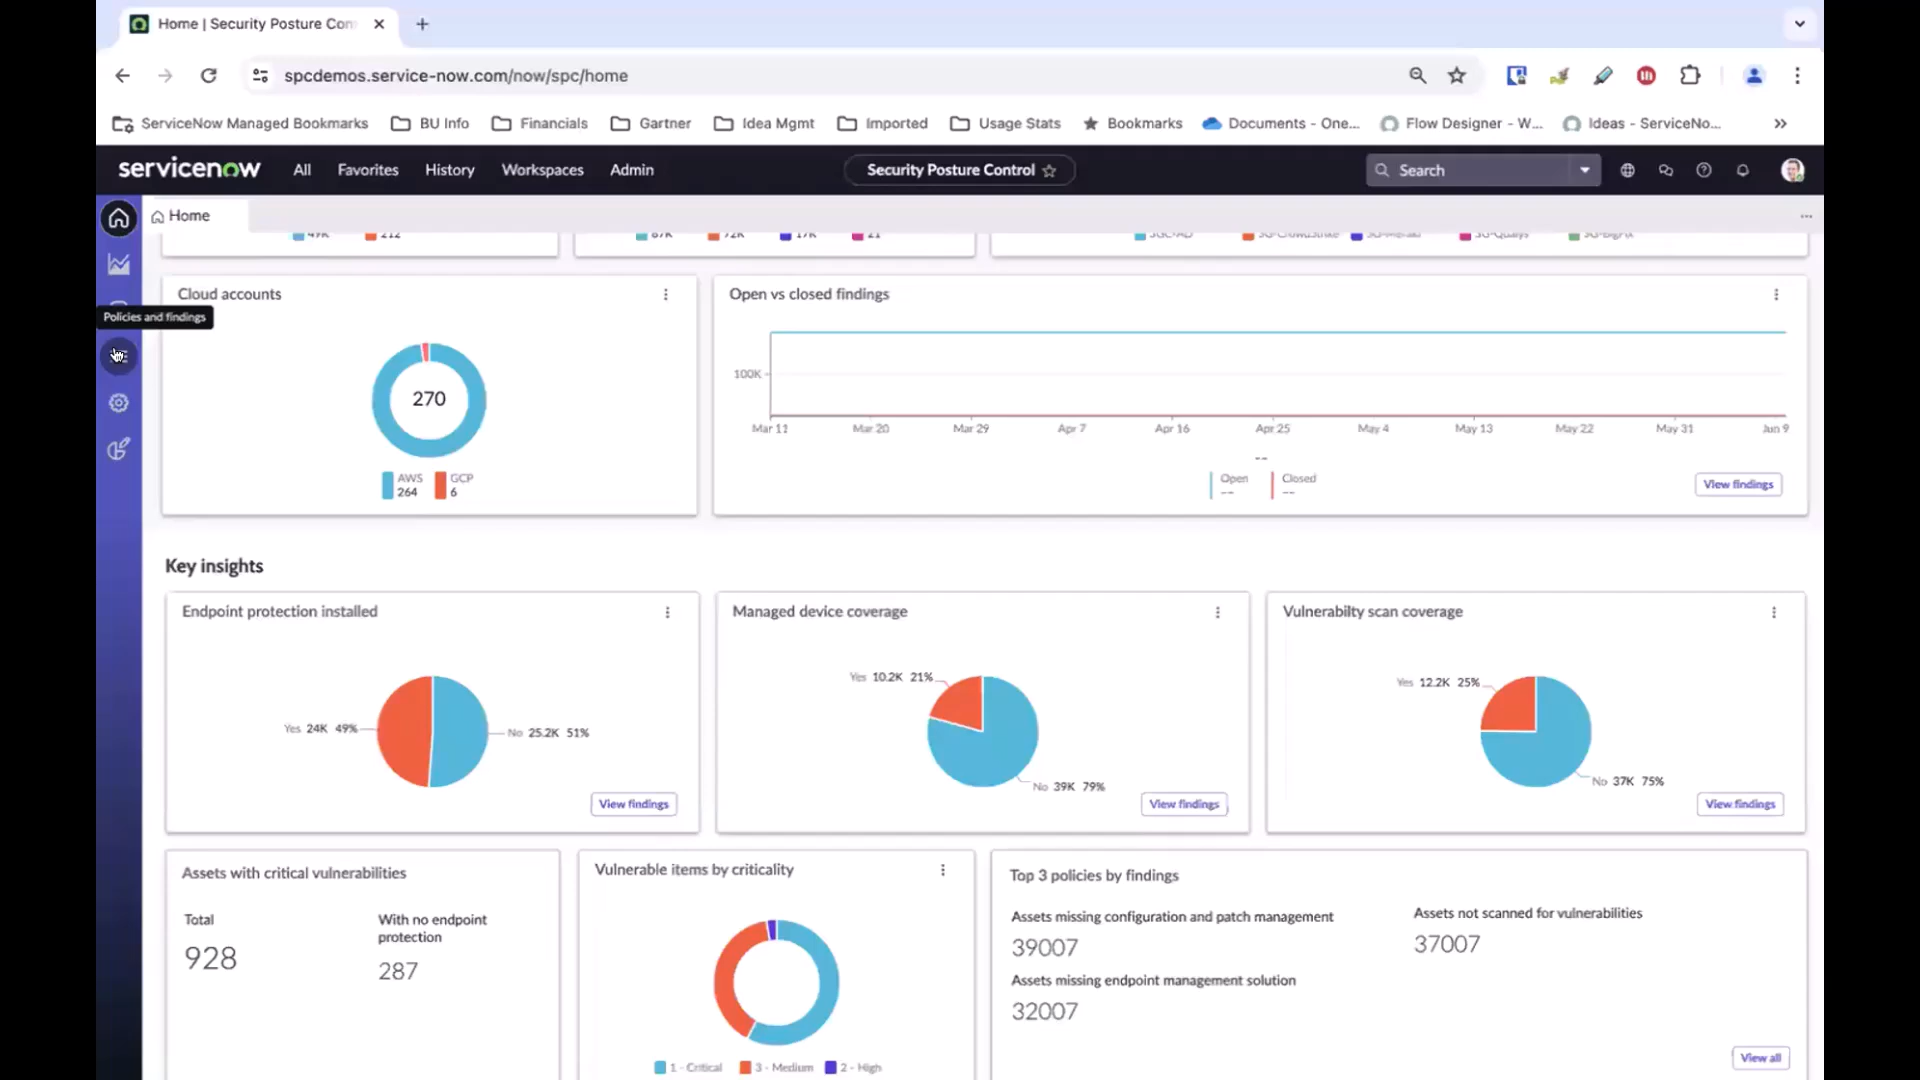 Home | Security Posture Con
spcdemos.service-now.com/now/spc/home
ServiceNow Managed Bookmarks BU Info Financials Gartner Idea Mgmt Imported Usage Stats Bookmarks Documents - One... Flow Designer - W... Ideas - ServiceNo...
servicenow All Favorites History Workspaces Admin Security Posture Control Search
Home
Policies and findings
Cloud accounts
270
AWS 264
GCP 6
Open vs closed findings
100K
Mar 11 Mar 20 Mar 29 Apr 7 Apr 16 Apr 25 May 4 May 13 May 22 May 31 Jun 9
--
Open --
Closed --
View findings
Key insights
Endpoint protection installed
Yes 24K 49%
No 25.2K 51%
View findings
Managed device coverage
Yes 10.2K 21%
No 39K 79%
View findings
Vulnerabilty scan coverage
Yes 12.2K 25%
No 37K 75%
View findings
Assets with critical vulnerabilities
Total
928
With no endpoint
protection
287
Vulnerable items by criticality
1 - Critical 3 - Medium 2 - High
Top 3 policies by findings
Assets missing configuration and patch management
39007
Assets not scanned for vulnerabilities
37007
Assets missing endpoint management solution
32007
View all